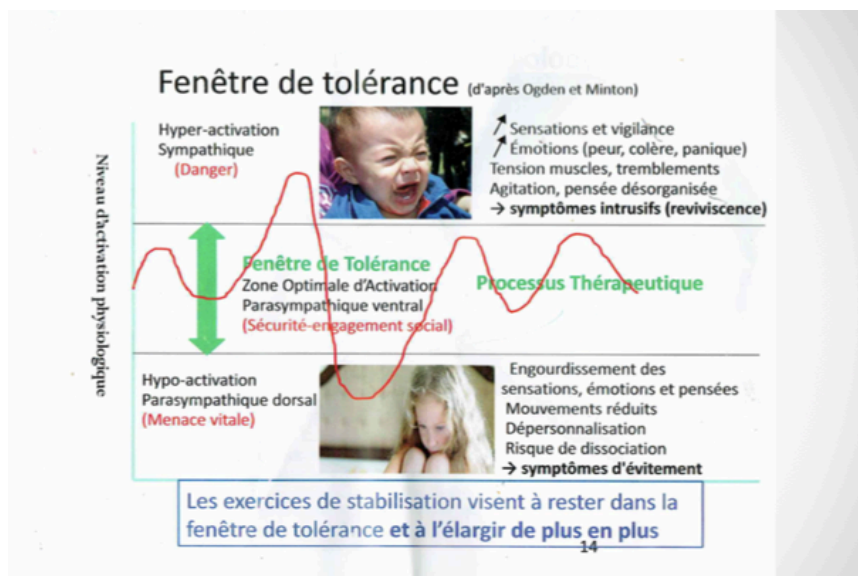 Fenêtre de tolérance (d'après Ogden et Minton)
Niveau d'activation physiologique
Hyper-activation
Sympathique
(Danger)
Sensations et vigilance
Émotions (peur, colère, panique)
Tension muscles, tremblements
Agitation, pensée désorganisée
→ symptômes intrusifs (reviviscence)
Fenêtre de Tolérance
Zone Optimale d'Activation
Parasympathique ventral
(Sécurité-engagement social)
Processus Thérapeutique
Hypo-activation
Parasympathique dorsal
(Menace vitale)
Engourdissement des
sensations, émotions et pensées
Mouvements réduits
Dépersonnalisation
Risque de dissociation
→ symptômes d'évitement
Les exercices de stabilisation visent à rester dans la
fenêtre de tolérance et à l'élargir de plus en plus
14